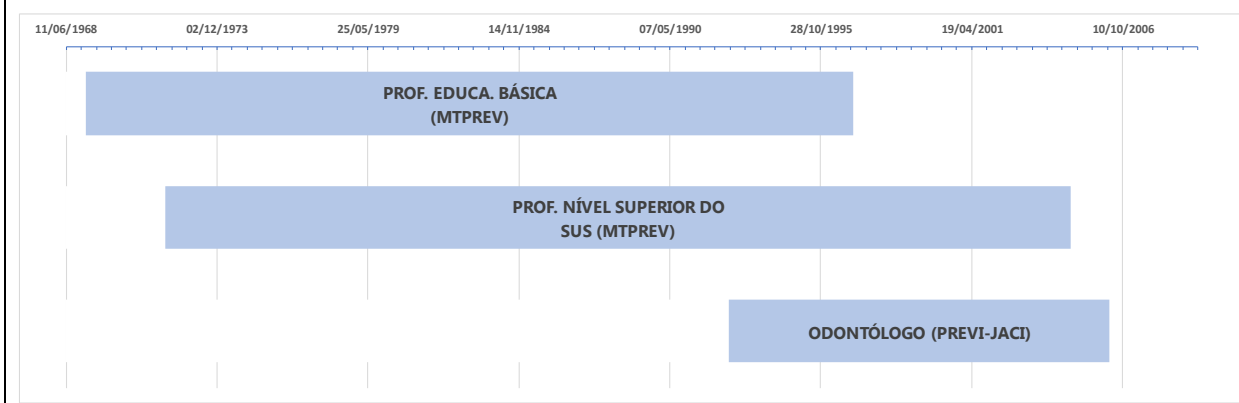 11/06/1968 02/12/1973 25/05/1979 14/11/1984 07/05/1990 28/10/1995 19/04/2001 10/10/2006
PROF. EDUCA. BÁSICA
(MTPREV)
PROF. NÍVEL SUPERIOR DO
SUS (MTPREV)
ODONTÓLOGO (PREVI-JACI)